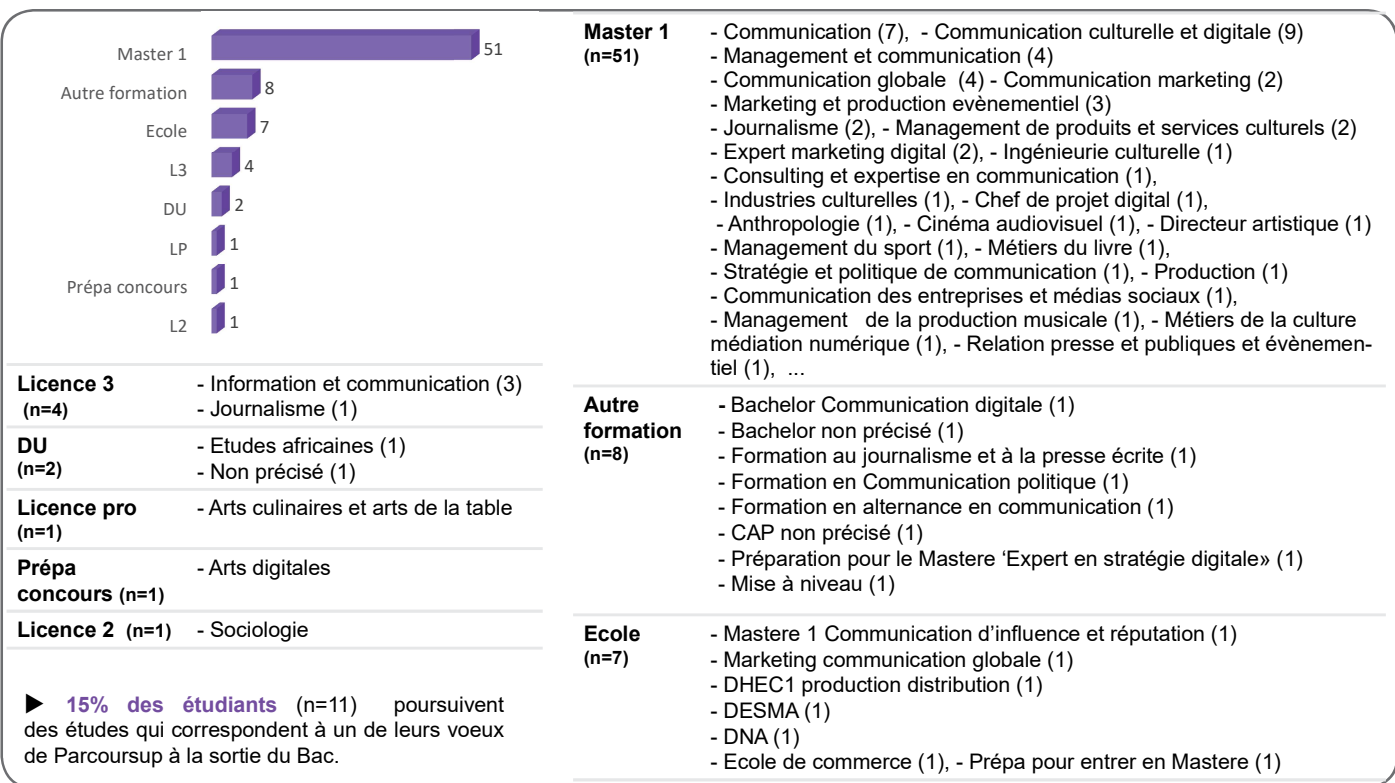 Master 1 51
Autre formation 8
Ecole 7
L3 4
DU 2
LP 1
Prépa concours 1
L2 1
Licence 3 - Information et communication (3)
(n=4) - Journalisme (1)
DU - Etudes africaines (1)
(n=2) - Non précisé (1)
Licence pro - Arts culinaires et arts de la table
(n=1)
Prépa - Arts digitales
concours (n=1)
Licence 2 (n=1) - Sociologie
► 15% des étudiants (n=11) poursuivent
des études qui correspondent à un de leurs voeux
de Parcoursup à la sortie du Bac.
Master 1 - Communication (7), - Communication culturelle et digitale (9)
(n=51) - Management et communication (4)
- Communication globale (4) - Communication marketing (2)
- Marketing et production evènementiel (3)
- Journalisme (2), - Management de produits et services culturels (2)
- Expert marketing digital (2), - Ingénieurie culturelle (1)
- Consulting et expertise en communication (1),
- Industries culturelles (1), - Chef de projet digital (1),
- Anthropologie (1), - Cinéma audiovisuel (1), - Directeur artistique (1)
- Management du sport (1), - Métiers du livre (1),
- Stratégie et politique de communication (1), - Production (1)
- Communication des entreprises et médias sociaux (1),
- Management de la production musicale (1), - Métiers de la culture
médiation numérique (1), - Relation presse et publiques et évènemen-
tiel (1), ...
Autre - Bachelor Communication digitale (1)
formation - Bachelor non précisé (1)
(n=8) - Formation au journalisme et à la presse écrite (1)
- Formation en Communication politique (1)
- Formation en alternance en communication (1)
- CAP non précisé (1)
- Préparation pour le Mastere ‘Expert en stratégie digitale» (1)
- Mise à niveau (1)
Ecole - Mastere 1 Communication d’influence et réputation (1)
(n=7) - Marketing communication globale (1)
- DHEC1 production distribution (1)
- DESMA (1)
- DNA (1)
- Ecole de commerce (1), - Prépa pour entrer en Mastere (1)